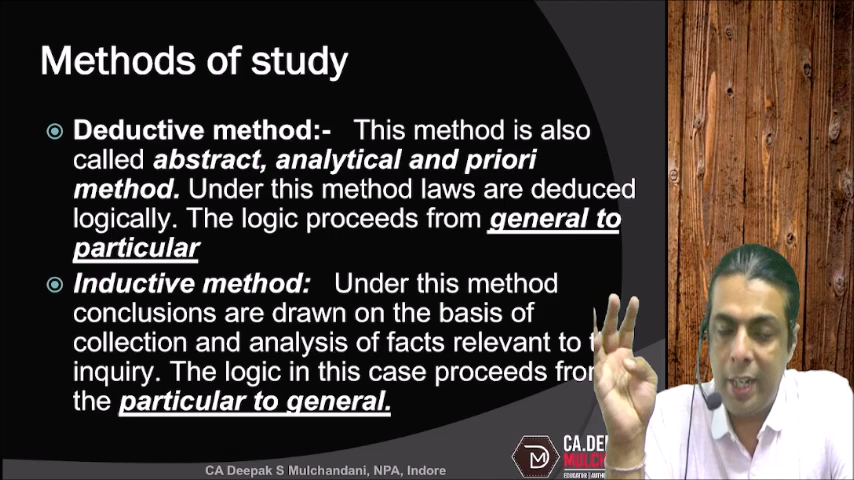 Methods of study
Deductive method:- This method is also
called abstract, analytical and priori
method. Under this method laws are deduced
logically. The logic proceeds from general to
particular
Inductive method: Under this method
conclusions are drawn on the basis of
collection and analysis of facts relevant to
inquiry. The logic in this case proceeds
the particular to general.
CA Deepak S Mulchandani, NPA, Indore